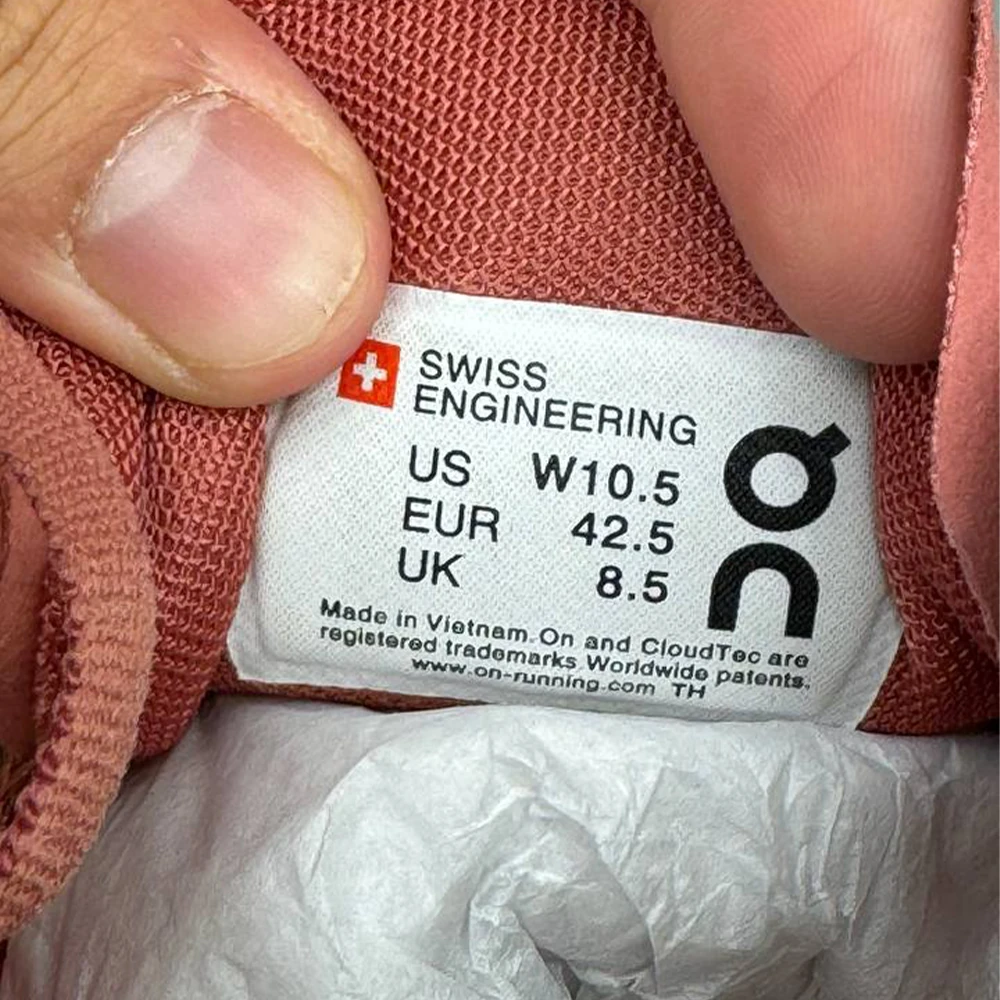 SWISS
ENGINEERING
US W10.5
EUR 42.5
UK 8.5
Made in Vietnam. On and CloudTec are
registered trademarks Worldwide patents.
www.on-running.com TH
On